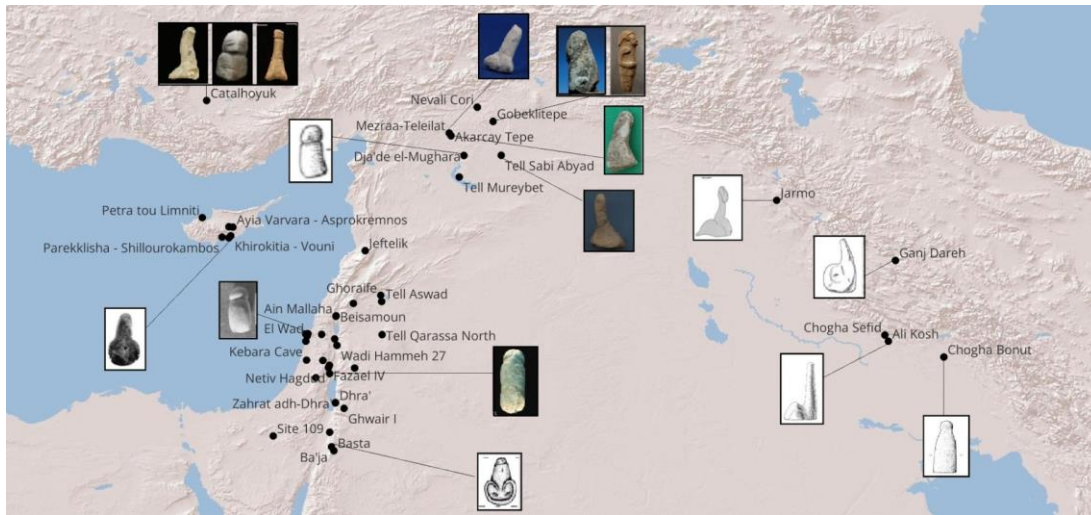 Catalhoyuk
Nevali Cori
Gobeklitepe
Mezraa-Teleilat
Akarcay Tepe
Dja'de el-Mughara
Tell Sabi Abyad
Tell Mureybet
Jarmo
Petra tou Limniti
Ayia Varvara - Asprokremnos
Parekklisha - Shillourokambos
Khirokitia - Vouni
Jeftelik
Ganj Dareh
Ghoraife
Tell Aswad
Ain Mallaha
Beisamoun
El Wad
Tell Qarassa North
Chogha Sefid
Ali Kosh
Kebara Cave
Wadi Hammeh 27
Chogha Bonut
Netiv Hagdud
Fazael IV
Dhra'
Zahrat adh-Dhra
Ghwair I
Site 109
Basta
Ba'ja